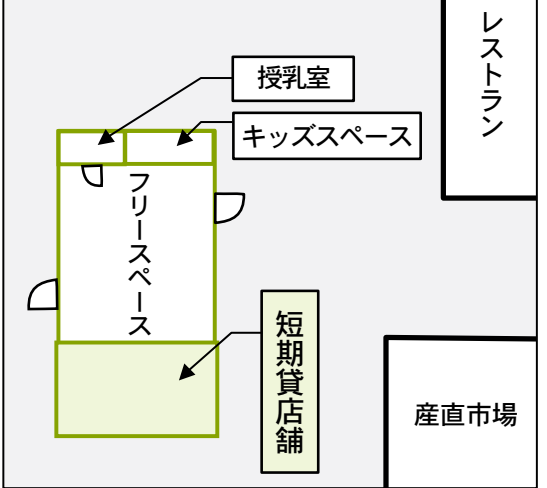 レストラン
授乳室
キッズスペース
フリースペース
短期貸店舗
産直市場